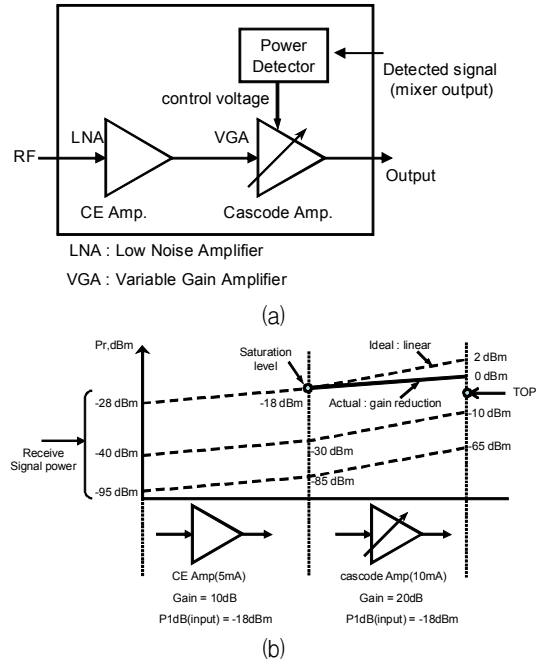 Power
Detector
Detected signal
(mixer output)
control voltage
LNA
VGA
RF
Output
CE Amp.
Cascode Amp.
LNA : Low Noise Amplifier
VGA : Variable Gain Amplifier
(a)
Pr,dBm
Saturation
level
Ideal : linear
2 dBm
0 dBm
-28 dBm
-18 dBm
Actual : gain reduction
TOP
-10 dBm
Receive
Signal power
-40 dBm
-30 dBm
-65 dBm
-95 dBm
-85 dBm
CE Amp(5mA)
cascode Amp(10mA)
Gain = 10dB
Gain = 20dB
P1dB(input) = -18dBm
P1dB(input) = -18dBm
(b)